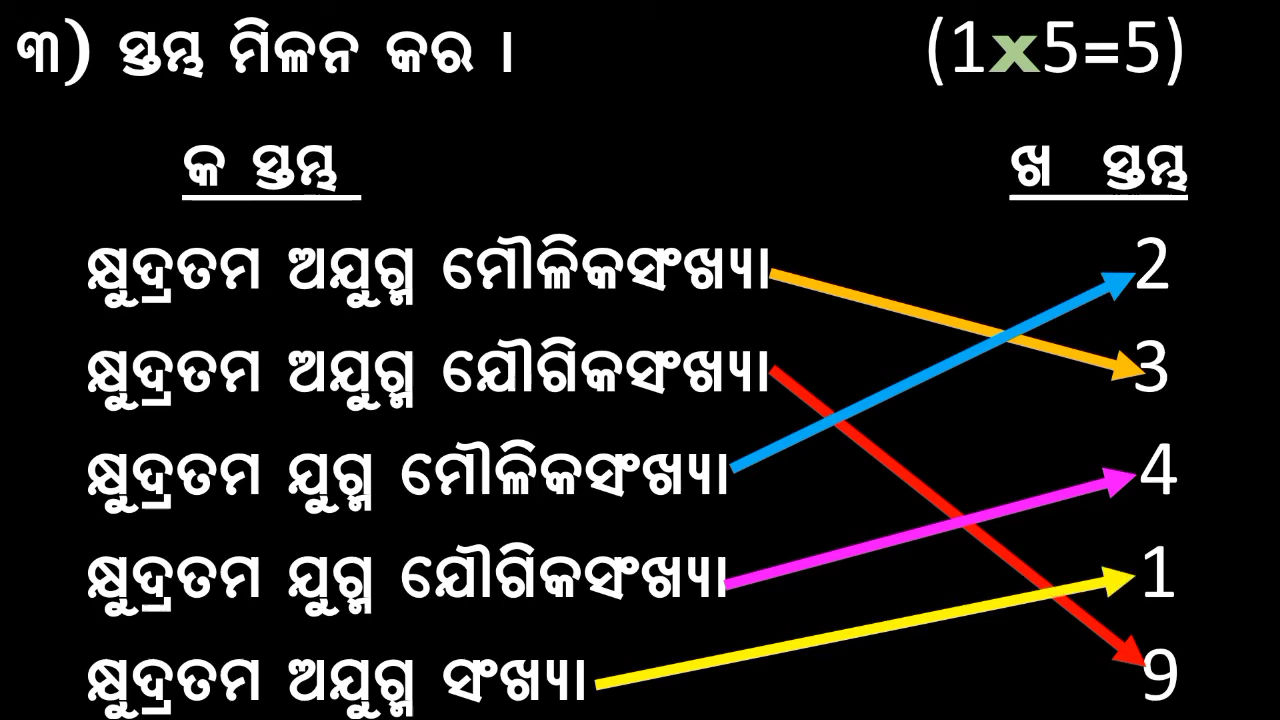 ୩) ସ୍ତମ୍ଭ ମିଳନ କର । (1x5=5)
କ ସ୍ତମ୍ଭ ଖ ସ୍ତମ୍ଭ
କ୍ଷୁଦ୍ରତମ ଅଯୁଗ୍ମ ମୌଳିକସଂଖ୍ୟା 2
କ୍ଷୁଦ୍ରତମ ଅଯୁଗ୍ମ ଯୌଗିକସଂଖ୍ୟା 3
କ୍ଷୁଦ୍ରତମ ଯୁଗ୍ମ ମୌଳିକସଂଖ୍ୟା 4
କ୍ଷୁଦ୍ରତମ ଯୁଗ୍ମ ଯୌଗିକସଂଖ୍ୟା 1
କ୍ଷୁଦ୍ରତମ ଅଯୁଗ୍ମ ସଂଖ୍ୟା 9